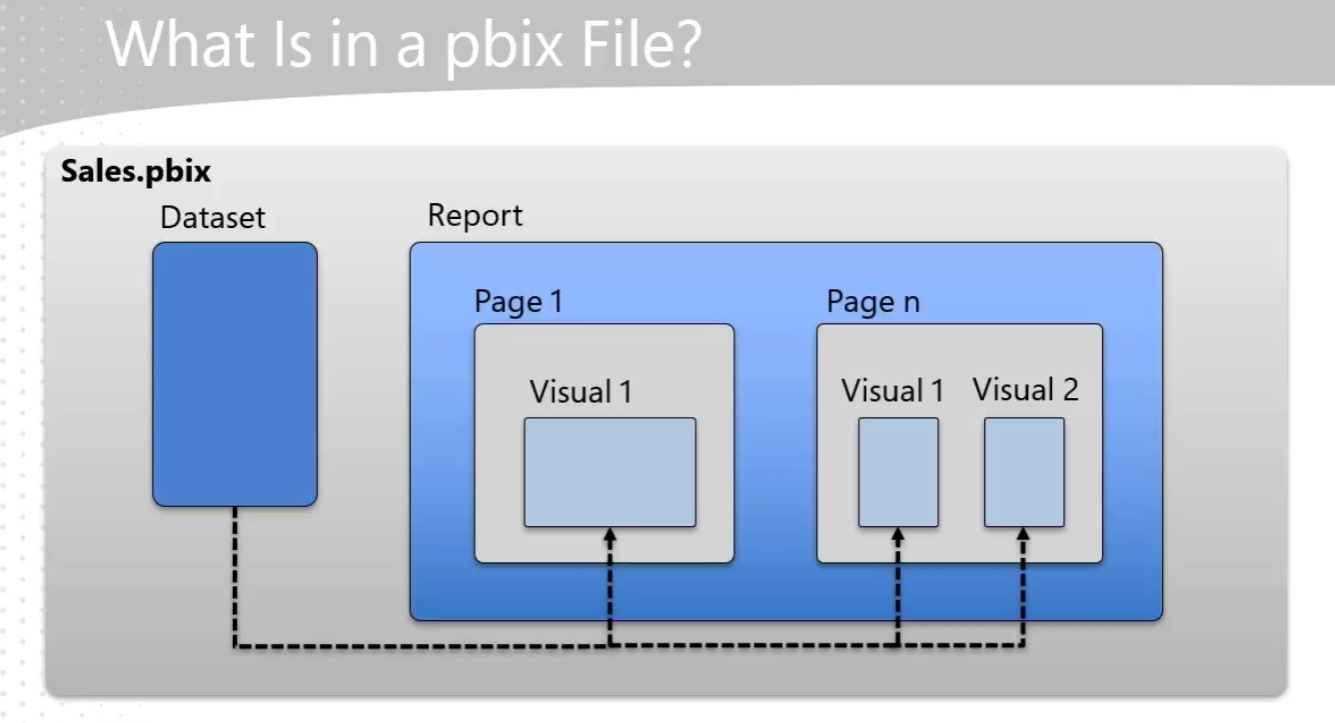 What Is in a pbix File?
Sales.pbix
Dataset
Report
Page 1
Page n
Visual 1
Visual 1
Visual 2